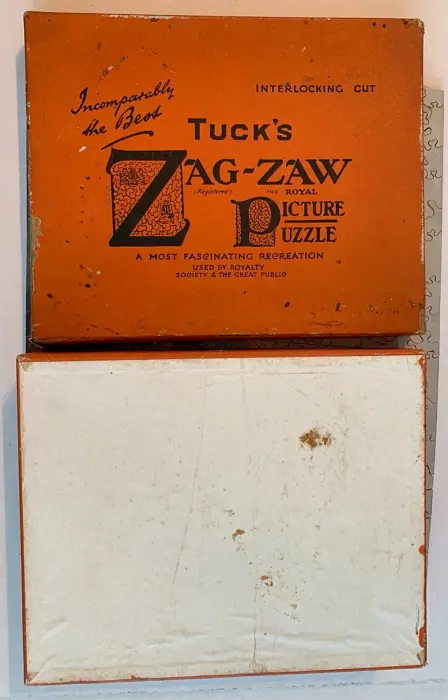 Incomparably
the Best
INTERLOCKING CUT
TUCK'S
ZAG-ZAW
(Registered) THE ROYAL
PICTURE
PUZZLE
A MOST FASCINATING RECREATION
USED BY ROYALTY
SOCIETY & THE GREAT PUBLIC